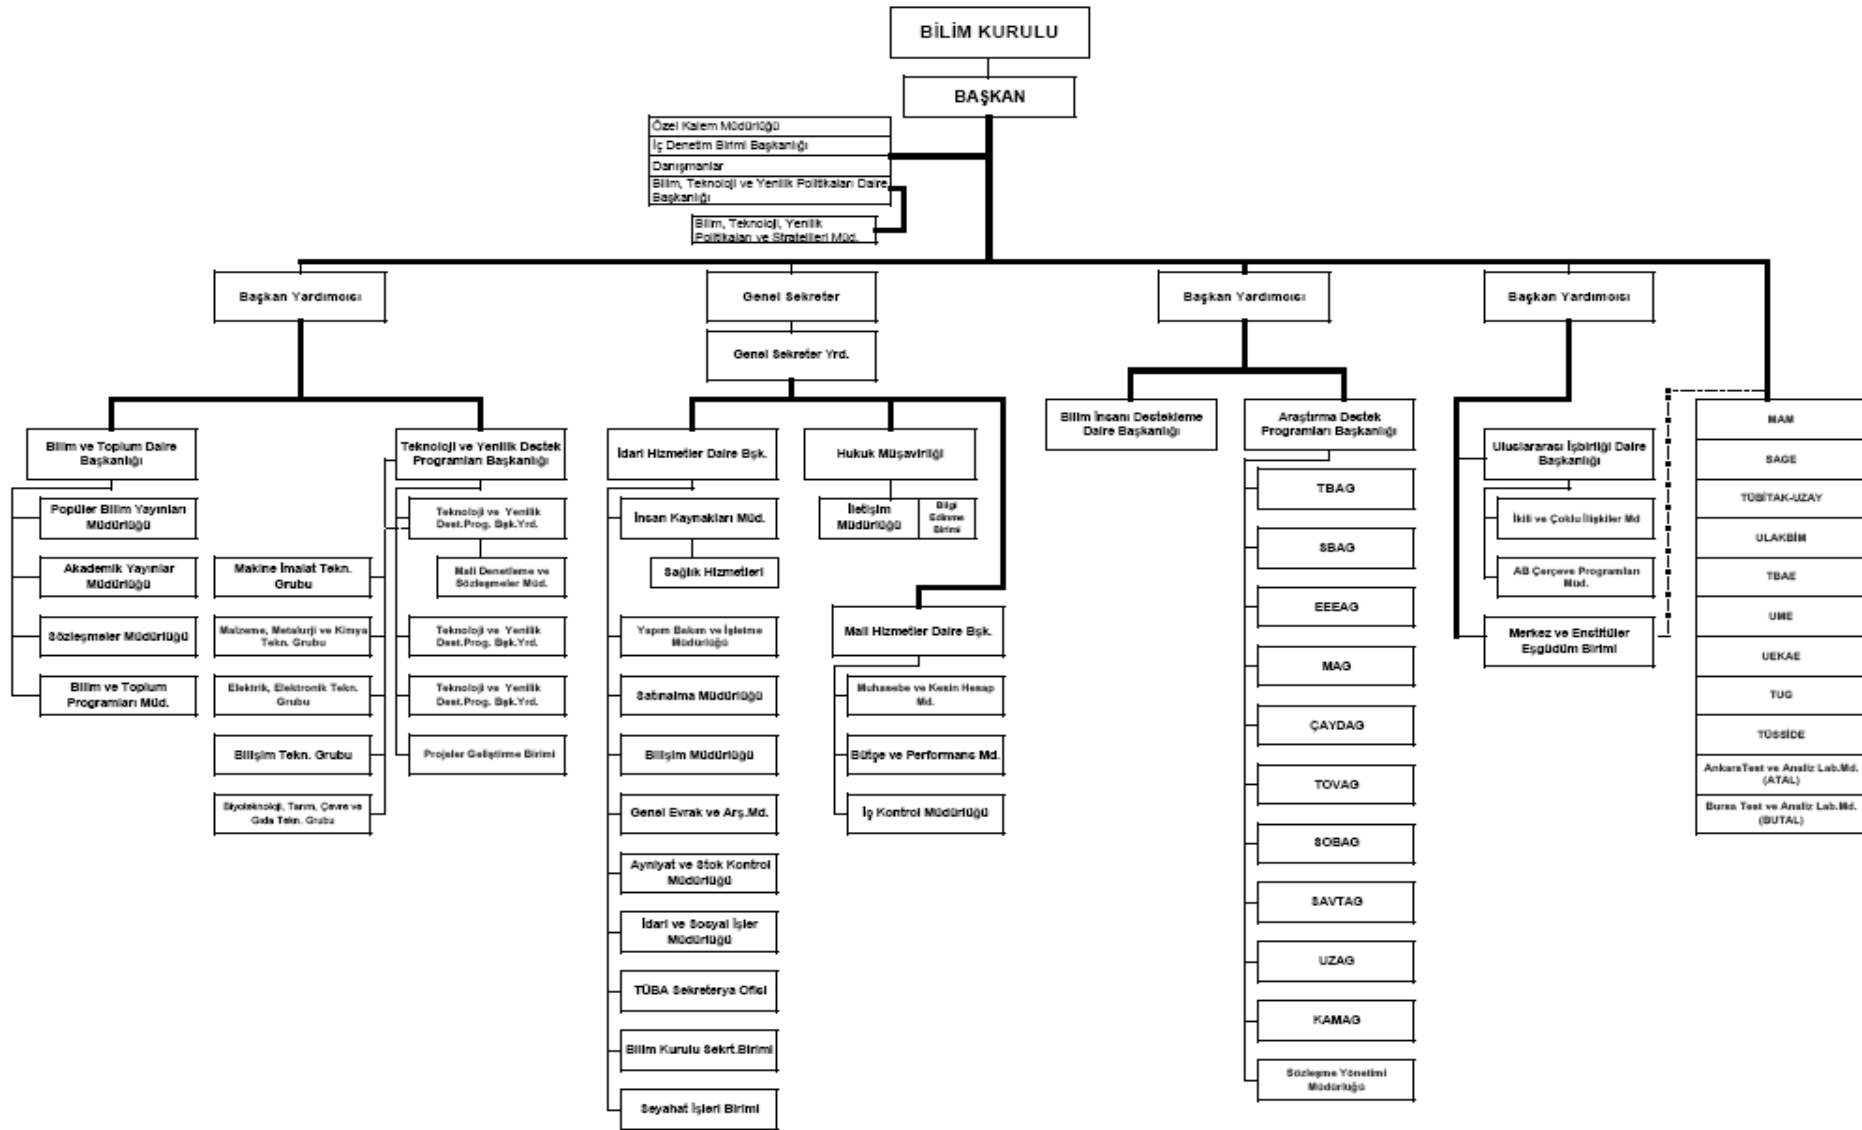 BİLİM KURULU
BAŞKAN
Özel Kalem Müdürlüğü
İç Denetim Birimi Başkanlığı
Danışmanlar
Bilim, Teknoloji ve Yenilik Politikaları Daire
Başkanlığı
Bilim, Teknoloji, Yenilik
Politikaları ve Stratejileri Müd.
Başkan Yardımcısı
Genel Sekreter
Başkan Yardımcısı
Başkan Yardımcısı
Genel Sekreter Yrd.
Bilim ve Toplum Daire
Başkanlığı
Popüler Bilim Yayınları
Müdürlüğü
Akademik Yayınlar
Müdürlüğü
Sözleşmeler Müdürlüğü
Bilim ve Toplum
Programları Müd.
Teknoloji ve Yenilik Destek
Programları Başkanlığı
Teknoloji ve Yenilik
Dest.Prog. Bşk.Yrd.
Mali Denetleme ve
Sözleşmeler Müd.
Teknoloji ve Yenilik
Dest.Prog. Bşk.Yrd.
Teknoloji ve Yenilik
Dest.Prog. Bşk.Yrd.
Projeler Geliştirme Birimi
Makine İmalat Tekn.
Grubu
Malzeme, Metalurji ve Kimya
Tekn. Grubu
Elektrik, Elektronik Tekn.
Grubu
Bilişim Tekn. Grubu
Biyoteknoloji, Tarım, Çevre ve
Gıda Tekn. Grubu
İdari Hizmetler Daire Bşk.
İnsan Kaynakları Müd.
Sağlık Hizmetleri
Yapım Bakım ve İşletme
Müdürlüğü
Satınalma Müdürlüğü
Bilişim Müdürlüğü
Genel Evrak ve Arş.Md.
Ayniyat ve Stok Kontrol
Müdürlüğü
İdari ve Sosyal İşler
Müdürlüğü
TÜBA Sekreterya Ofisi
Bilim Kurulu Sekrt.Birimi
Seyahat İşleri Birimi
Hukuk Müşavirliği
İletişim
Müdürlüğü
Bilgi
Edinme
Birimi
Mali Hizmetler Daire Bşk.
Muhasebe ve Kesin Hesap
Md.
Bütçe ve Performans Md.
İç Kontrol Müdürlüğü
Bilim İnsanı Destekleme
Daire Başkanlığı
Araştırma Destek
Programları Başkanlığı
TBAG
SBAG
EEEAG
MAG
ÇAYDAG
TOVAG
SOBAG
SAVTAG
UZAG
KAMAG
Sözleşme Yönetimi
Müdürlüğü
Uluslararası İşbirliği Daire
Başkanlığı
İkili ve Çoklu İlişkiler Md
AB Çerçeve Programları
Müd.
Merkez ve Enstitüler
Eşgüdüm Birimi
MAM
SAGE
TÜBİTAK-UZAY
ULAKBİM
TBAE
UME
UEKAE
TUG
TÜSSİDE
AnkaraTest ve Analiz Lab.Md.
(ATAL)
Bursa Test ve Analiz Lab.Md.
(BUTAL)